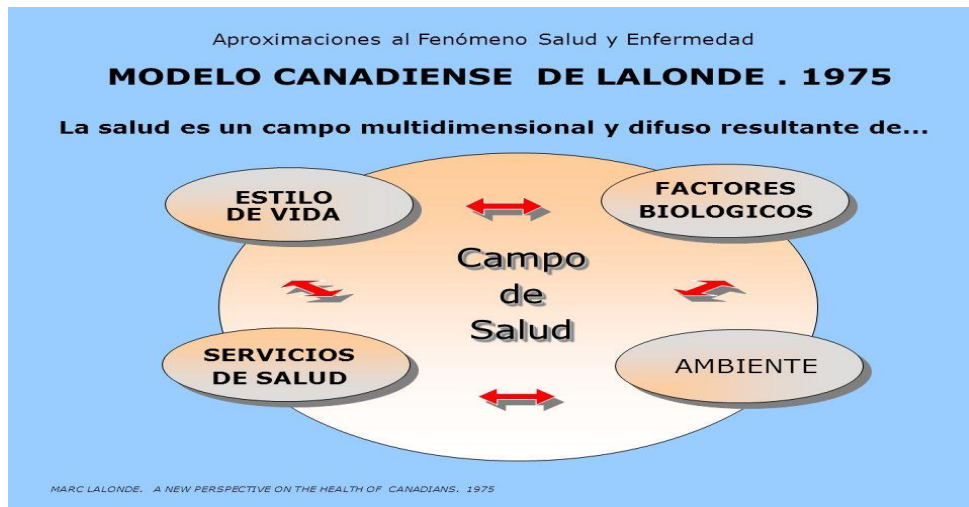 Aproximaciones al Fenómeno Salud y Enfermedad
MODELO CANADIENSE DE LALONDE . 1975
La salud es un campo multidimensional y difuso resultante de...
ESTILO
DE VIDA
FACTORES
BIOLOGICOS
Campo
de
Salud
SERVICIOS
DE SALUD
AMBIENTE
MARC LALONDE. A NEW PERSPECTIVE ON THE HEALTH OF CANADIANS. 1975